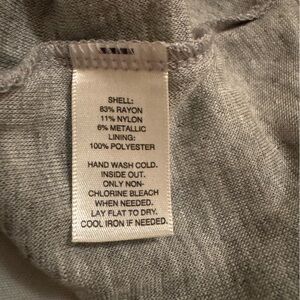 SHELL:
83% RAYON
11% NYLON
6% METALLIC
LINING:
100% POLYESTER
HAND WASH COLD.
INSIDE OUT.
ONLY NON-
CHLORINE BLEACH
WHEN NEEDED.
LAY FLAT TO DRY.
COOL IRON IF NEEDED.